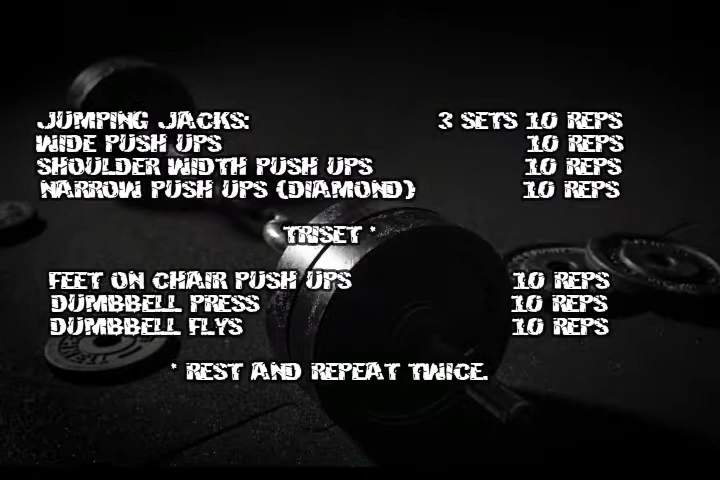 JUMPING JACKS: 3 SETS 10 REPS
WIDE PUSH UPS 10 REPS
SHOULDER WIDTH PUSH UPS 10 REPS
NARROW PUSH UPS (DIAMOND) 10 REPS
TRISET *
FEET ON CHAIR PUSH UPS 10 REPS
DUMBBELL PRESS 10 REPS
DUMBBELL FLYS 10 REPS
* REST AND REPEAT TWICE.